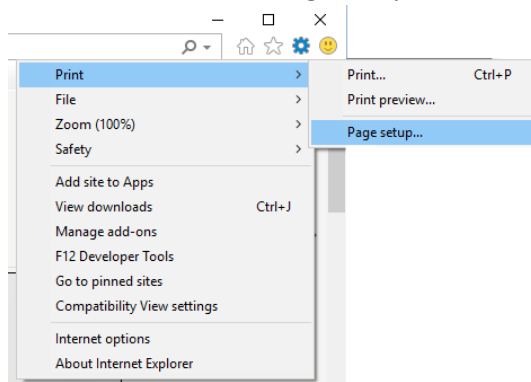 Print
File
Zoom (100%)
Safety
Add site to Apps
View downloads Ctrl+J
Manage add-ons
F12 Developer Tools
Go to pinned sites
Compatibility View settings
Internet options
About Internet Explorer
Print... Ctrl+P
Print preview...
Page setup...